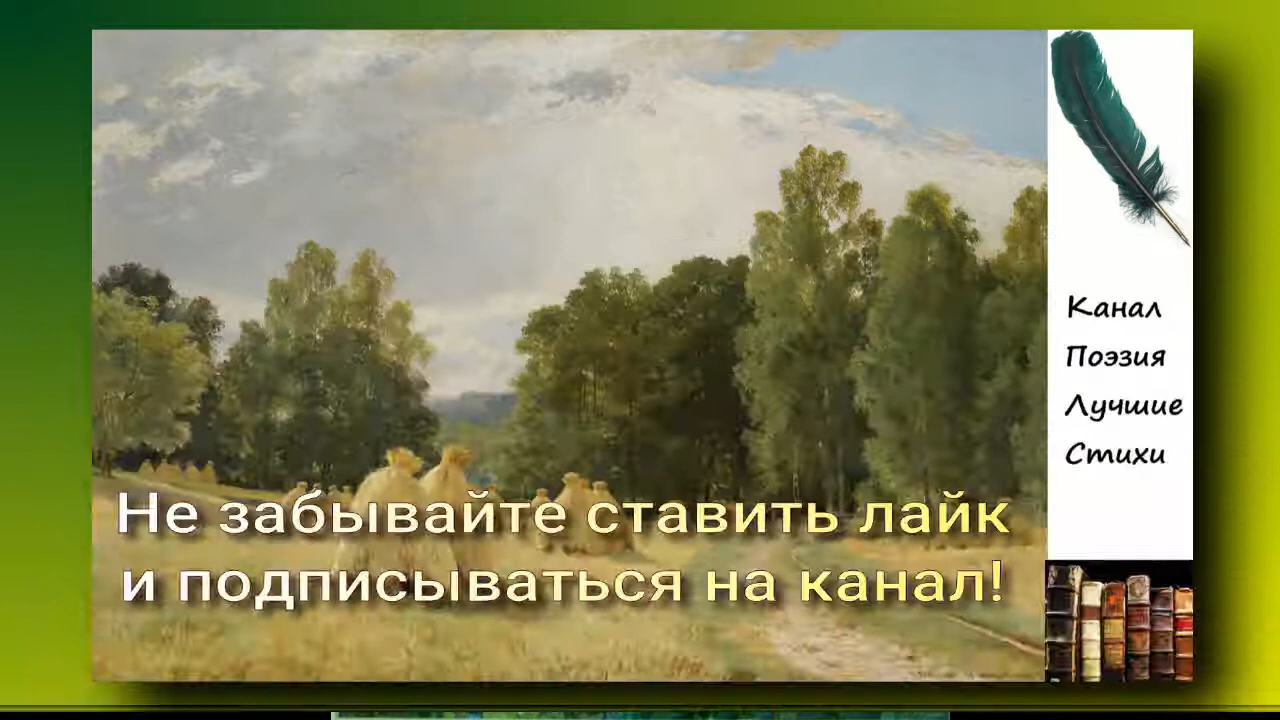 Канал
Поэзия
Лучшие
Стихи
Не забывайте ставить лайк
и подписываться на канал!